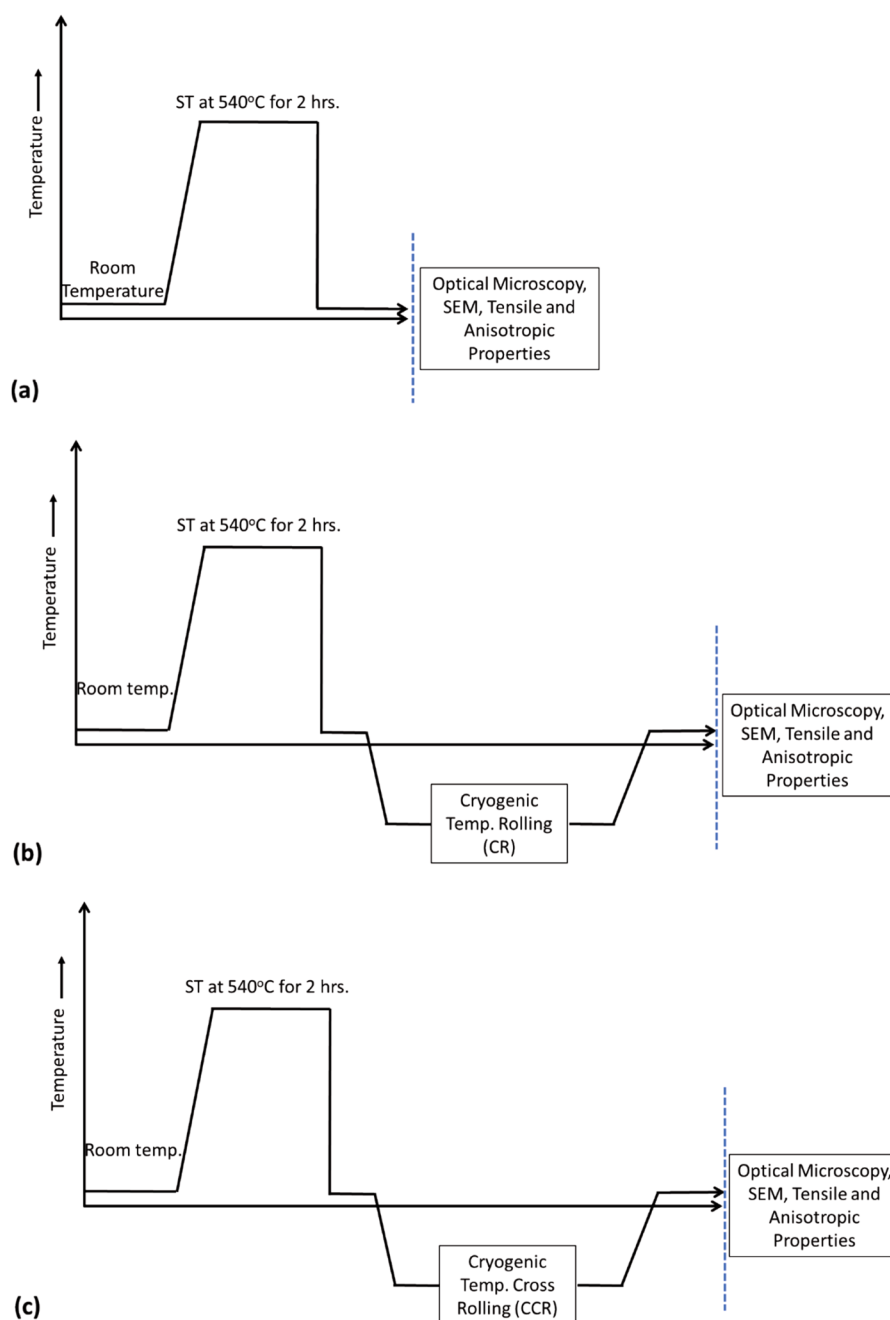 Temperature
ST at 540°C for 2 hrs.
Room
Temperature
Optical Microscopy,
SEM, Tensile and
Anisotropic
Properties
(a)
Temperature
ST at 540°C for 2 hrs.
Room temp.
Optical Microscopy,
SEM, Tensile and
Anisotropic
Properties
Cryogenic
Temp. Rolling
(CR)
(b)
Temperature
ST at 540°C for 2 hrs.
Room temp.
Optical Microscopy,
SEM, Tensile and
Anisotropic
Properties
Cryogenic
Temp. Cross
Rolling (CCR)
(c)